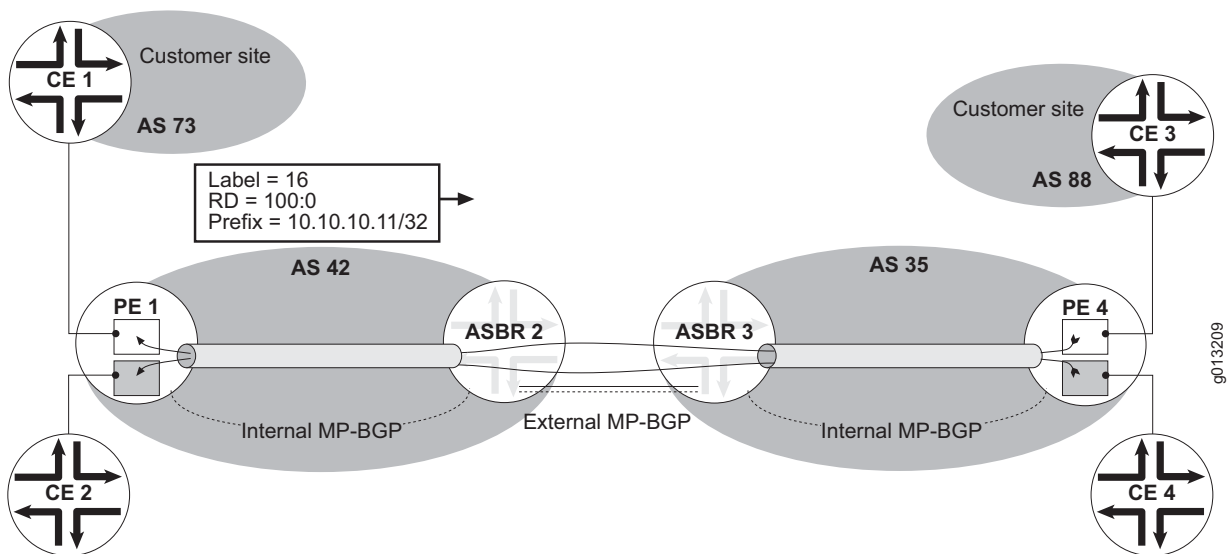 CE 1
Customer site
AS 73
Customer site
CE 3
AS 88
Label = 16
RD = 100:0
Prefix = 10.10.10.11/32
AS 42
AS 35
PE 1
ASBR 2
ASBR 3
PE 4
Internal MP-BGP
External MP-BGP
Internal MP-BGP
CE 2
CE 4
g013209